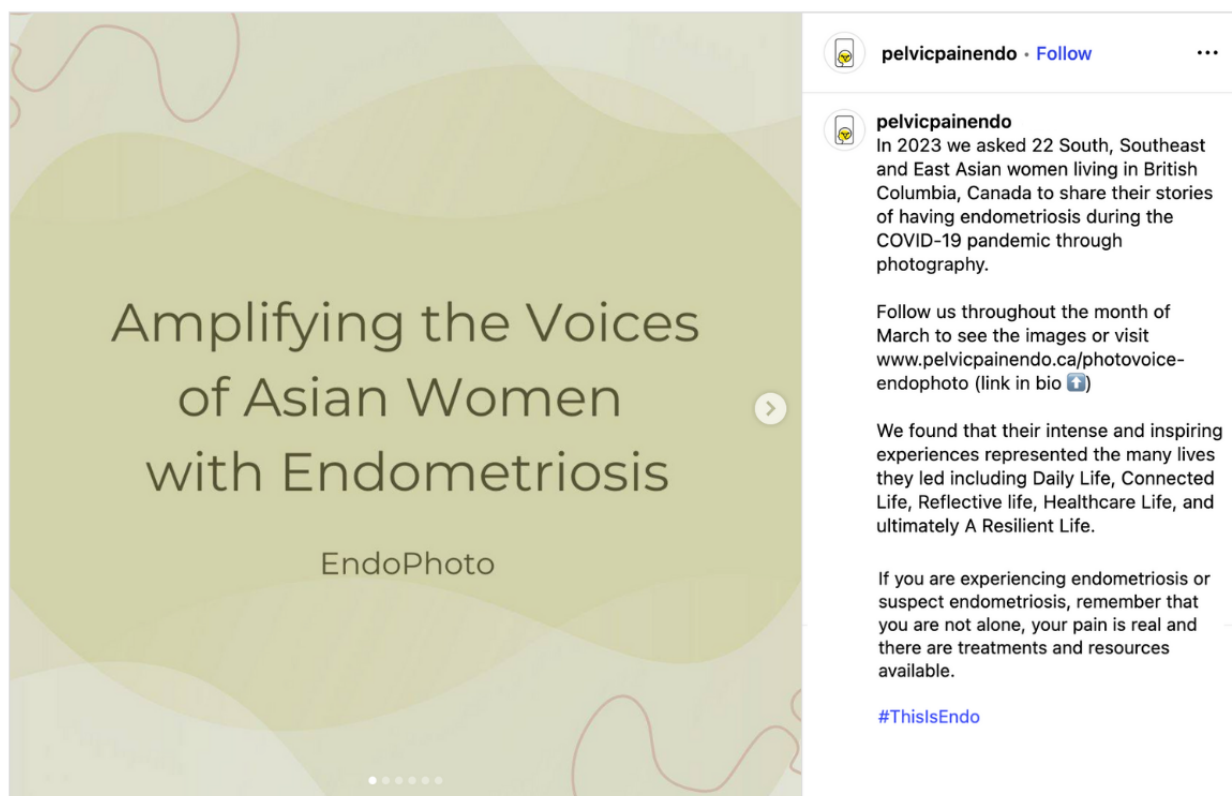 Amplifying the Voices
of Asian Women
with Endometriosis
EndoPhoto
pelvicpainendo • Follow
pelvicpainendo
In 2023 we asked 22 South, Southeast
and East Asian women living in British
Columbia, Canada to share their stories
of having endometriosis during the
COVID-19 pandemic through
photography.
Follow us throughout the month of
March to see the images or visit
www.pelvicpainendo.ca/photovoice-
endophoto (link in bio ⬆️)
We found that their intense and inspiring
experiences represented the many lives
they led including Daily Life, Connected
Life, Reflective life, Healthcare Life, and
ultimately A Resilient Life.
If you are experiencing endometriosis or
suspect endometriosis, remember that
you are not alone, your pain is real and
there are treatments and resources
available.
#ThisIsEndo